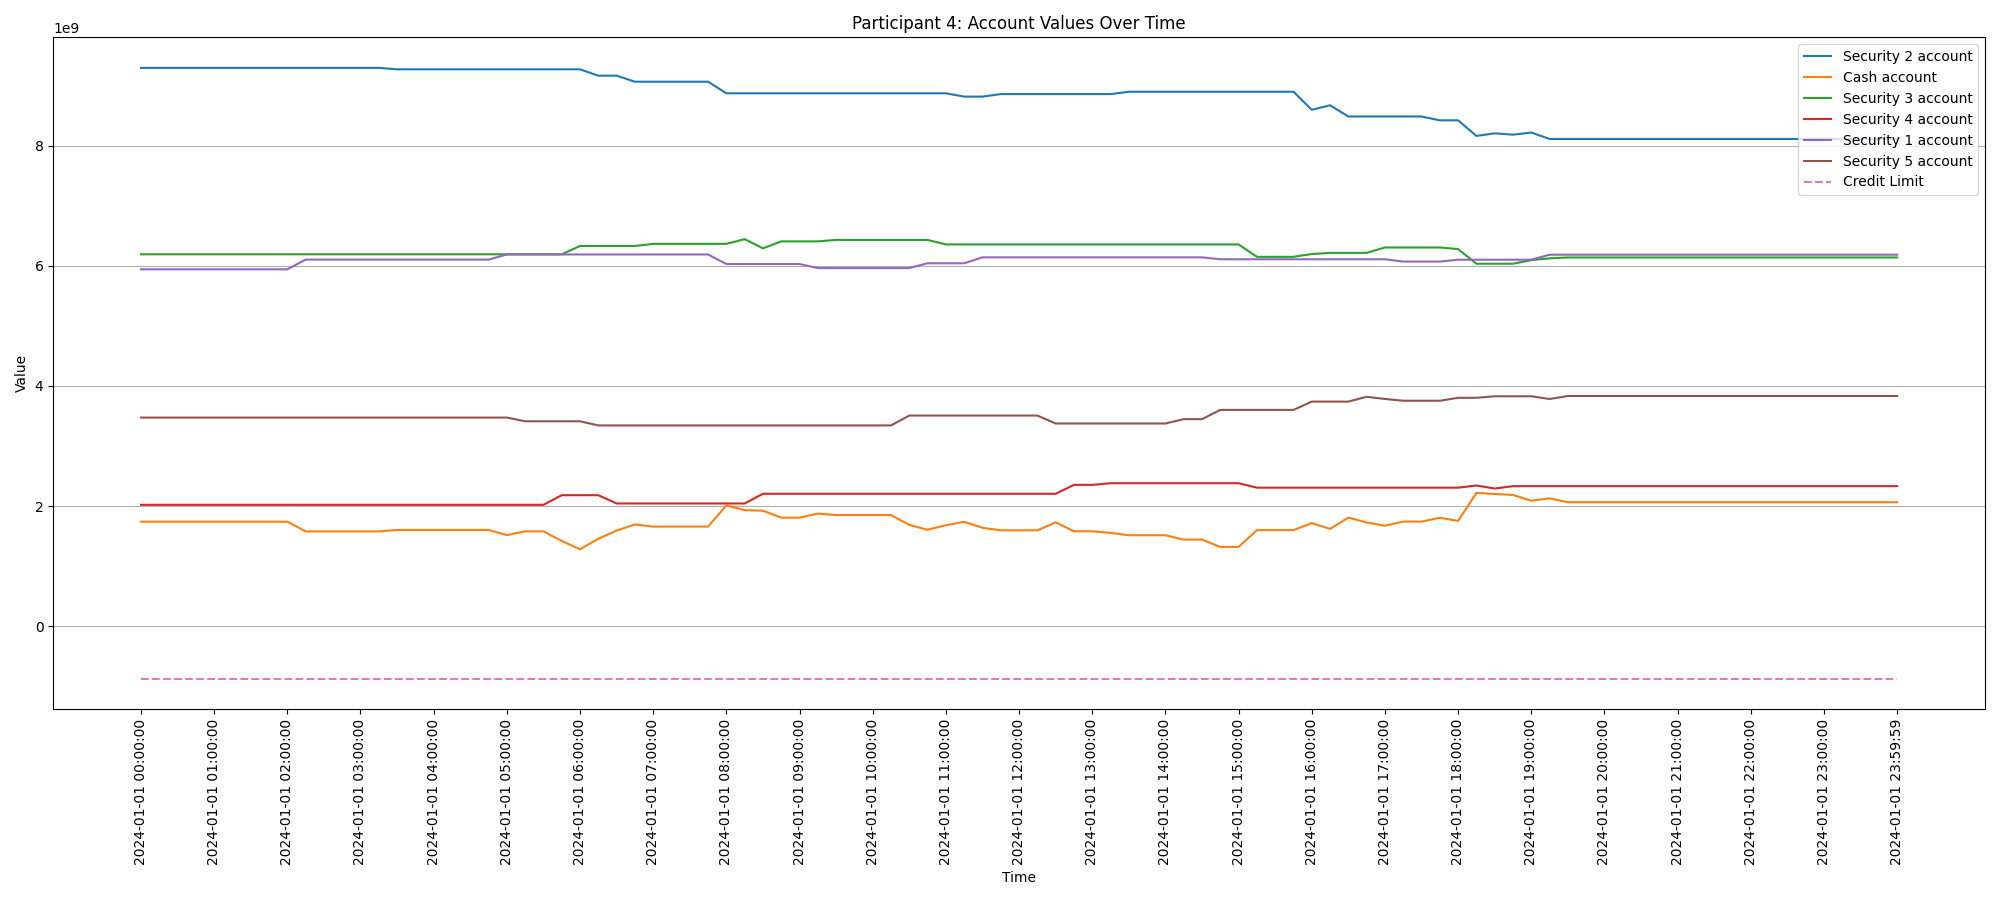 Participant 4: Account Values Over Time
1e9
Security 2 account
Cash account
Security 3 account
Security 4 account
Security 1 account
Security 5 account
Credit Limit
8
6
4
2
0
Value
2024-01-01 00:00:00
2024-01-01 01:00:00
2024-01-01 02:00:00
2024-01-01 03:00:00
2024-01-01 04:00:00
2024-01-01 05:00:00
2024-01-01 06:00:00
2024-01-01 07:00:00
2024-01-01 08:00:00
2024-01-01 09:00:00
2024-01-01 10:00:00
2024-01-01 11:00:00
2024-01-01 12:00:00
2024-01-01 13:00:00
2024-01-01 14:00:00
2024-01-01 15:00:00
2024-01-01 16:00:00
2024-01-01 17:00:00
2024-01-01 18:00:00
2024-01-01 19:00:00
2024-01-01 20:00:00
2024-01-01 21:00:00
2024-01-01 22:00:00
2024-01-01 23:00:00
2024-01-01 23:59:59
Time